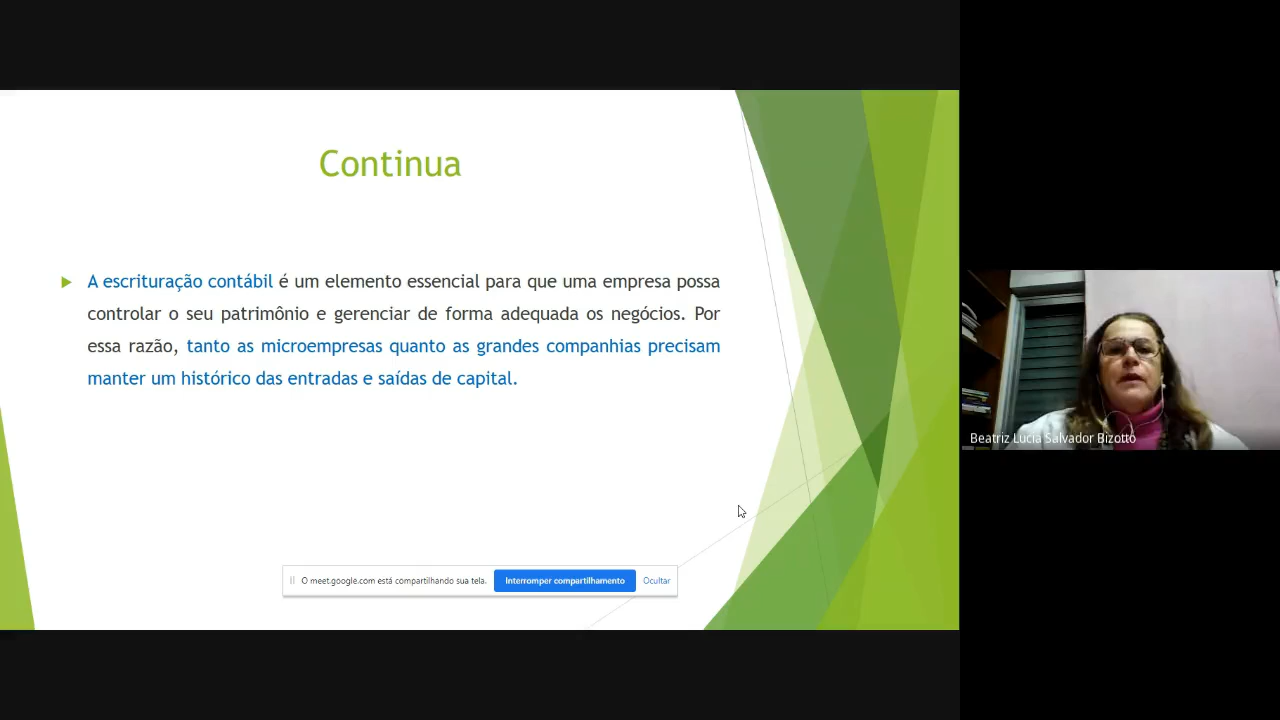 Continua
A escrituração contábil é um elemento essencial para que uma empresa possa
controlar o seu patrimônio e gerenciar de forma adequada os negócios. Por
essa razão, tanto as microempresas quanto as grandes companhias precisam
manter um histórico das entradas e saídas de capital.
O meet.google.com está compartilhando sua tela.
Interromper compartilhamento
Ocultar
Beatriz Lucia Salvador Bizotto